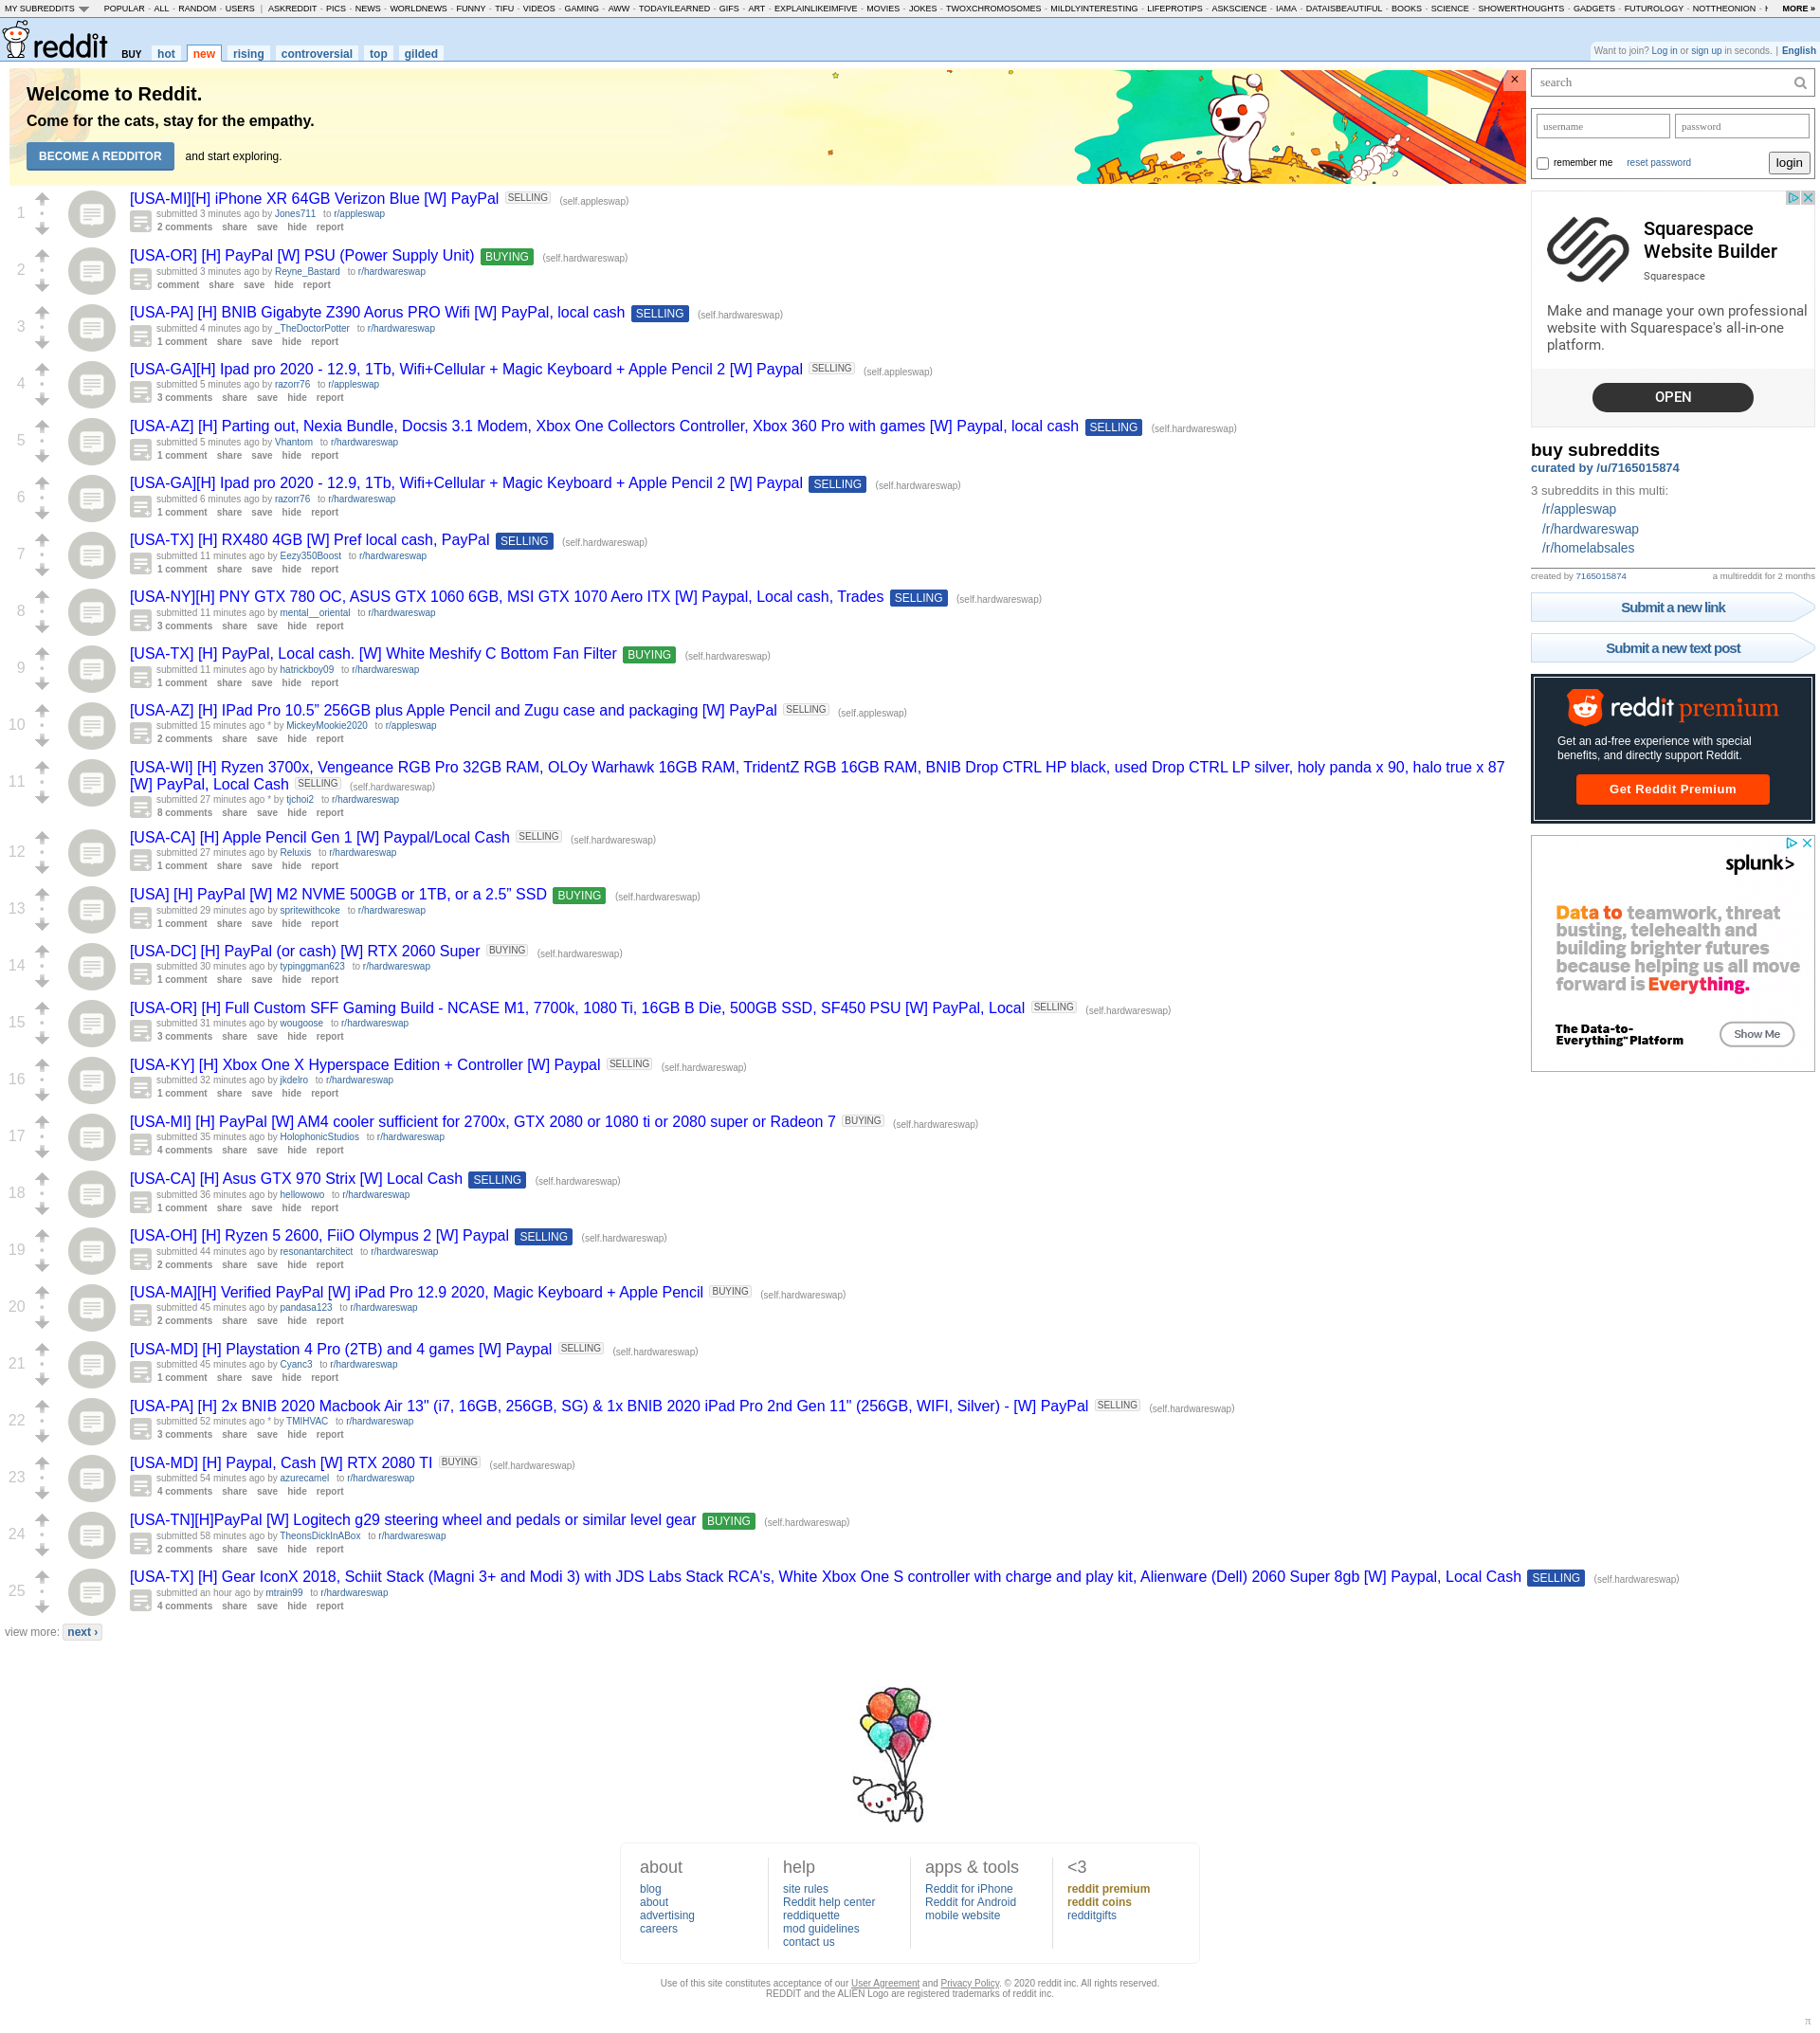 MY SUBREDDITS POPULAR - ALL - RANDOM - USERS | ASKREDDIT - PICS - NEWS - WORLDNEWS - FUNNY - TIFU - VIDEOS - GAMING - AWW - TODAYILEARNED - GIFS - ART - EXPLAINLIKEIMFIVE - MOVIES - JOKES - TWOXCHROMOSOMES - MILDLYINTERESTING - LIFEPROTIPS - ASKSCIENCE - IAMA - DATAISBEAUTIFUL - BOOKS - SCIENCE - SHOWERTHOUGHTS - GADGETS - FUTUROLOGY - NOTTHEONION - MORE »
reddit BUY hot new rising controversial top gilded
Want to join? Log in or sign up in seconds. | English
Welcome to Reddit.
Come for the cats, stay for the empathy.
BECOME A REDDITOR and start exploring.
×
1
[USA-MI][H] iPhone XR 64GB Verizon Blue [W] PayPal SELLING (self.appleswap)
submitted 3 minutes ago by Jones711 to r/appleswap
2 comments share save hide report
2
[USA-OR] [H] PayPal [W] PSU (Power Supply Unit) BUYING (self.hardwareswap)
submitted 3 minutes ago by Reyne_Bastard to r/hardwareswap
comment share save hide report
3
[USA-PA] [H] BNIB Gigabyte Z390 Aorus PRO Wifi [W] PayPal, local cash SELLING (self.hardwareswap)
submitted 4 minutes ago by _TheDoctorPotter to r/hardwareswap
1 comment share save hide report
4
[USA-GA][H] Ipad pro 2020 - 12.9, 1Tb, Wifi+Cellular + Magic Keyboard + Apple Pencil 2 [W] Paypal SELLING (self.appleswap)
submitted 5 minutes ago by razorr76 to r/appleswap
3 comments share save hide report
5
[USA-AZ] [H] Parting out, Nexia Bundle, Docsis 3.1 Modem, Xbox One Collectors Controller, Xbox 360 Pro with games [W] Paypal, local cash SELLING (self.hardwareswap)
submitted 5 minutes ago by Vhantom to r/hardwareswap
1 comment share save hide report
6
[USA-GA][H] Ipad pro 2020 - 12.9, 1Tb, Wifi+Cellular + Magic Keyboard + Apple Pencil 2 [W] Paypal SELLING (self.hardwareswap)
submitted 6 minutes ago by razorr76 to r/hardwareswap
1 comment share save hide report
7
[USA-TX] [H] RX480 4GB [W] Pref local cash, PayPal SELLING (self.hardwareswap)
submitted 11 minutes ago by Eezy350Boost to r/hardwareswap
1 comment share save hide report
8
[USA-NY][H] PNY GTX 780 OC, ASUS GTX 1060 6GB, MSI GTX 1070 Aero ITX [W] Paypal, Local cash, Trades SELLING (self.hardwareswap)
submitted 11 minutes ago by mental__oriental to r/hardwareswap
3 comments share save hide report
9
[USA-TX] [H] PayPal, Local cash. [W] White Meshify C Bottom Fan Filter BUYING (self.hardwareswap)
submitted 11 minutes ago by hatrickboy09 to r/hardwareswap
1 comment share save hide report
10
[USA-AZ] [H] IPad Pro 10.5” 256GB plus Apple Pencil and Zugu case and packaging [W] PayPal SELLING (self.appleswap)
submitted 15 minutes ago * by MickeyMookie2020 to r/appleswap
2 comments share save hide report
11
[USA-WI] [H] Ryzen 3700x, Vengeance RGB Pro 32GB RAM, OLOy Warhawk 16GB RAM, TridentZ RGB 16GB RAM, BNIB Drop CTRL HP black, used Drop CTRL LP silver, holy panda x 90, halo true x 87
[W] PayPal, Local Cash SELLING (self.hardwareswap)
submitted 27 minutes ago * by tjchoi2 to r/hardwareswap
8 comments share save hide report
12
[USA-CA] [H] Apple Pencil Gen 1 [W] Paypal/Local Cash SELLING (self.hardwareswap)
submitted 27 minutes ago by Reluxis to r/hardwareswap
1 comment share save hide report
13
[USA] [H] PayPal [W] M2 NVME 500GB or 1TB, or a 2.5” SSD BUYING (self.hardwareswap)
submitted 29 minutes ago by spritewithcoke to r/hardwareswap
1 comment share save hide report
14
[USA-DC] [H] PayPal (or cash) [W] RTX 2060 Super BUYING (self.hardwareswap)
submitted 30 minutes ago by typinggman623 to r/hardwareswap
1 comment share save hide report
15
[USA-OR] [H] Full Custom SFF Gaming Build - NCASE M1, 7700k, 1080 Ti, 16GB B Die, 500GB SSD, SF450 PSU [W] PayPal, Local SELLING (self.hardwareswap)
submitted 31 minutes ago by wougoose to r/hardwareswap
3 comments share save hide report
16
[USA-KY] [H] Xbox One X Hyperspace Edition + Controller [W] Paypal SELLING (self.hardwareswap)
submitted 32 minutes ago by jkdelro to r/hardwareswap
1 comment share save hide report
17
[USA-MI] [H] PayPal [W] AM4 cooler sufficient for 2700x, GTX 2080 or 1080 ti or 2080 super or Radeon 7 BUYING (self.hardwareswap)
submitted 35 minutes ago by HolophonicStudios to r/hardwareswap
4 comments share save hide report
18
[USA-CA] [H] Asus GTX 970 Strix [W] Local Cash SELLING (self.hardwareswap)
submitted 36 minutes ago by hellowowo to r/hardwareswap
1 comment share save hide report
19
[USA-OH] [H] Ryzen 5 2600, FiiO Olympus 2 [W] Paypal SELLING (self.hardwareswap)
submitted 44 minutes ago by resonantarchitect to r/hardwareswap
2 comments share save hide report
20
[USA-MA][H] Verified PayPal [W] iPad Pro 12.9 2020, Magic Keyboard + Apple Pencil BUYING (self.hardwareswap)
submitted 45 minutes ago by pandasa123 to r/hardwareswap
2 comments share save hide report
21
[USA-MD] [H] Playstation 4 Pro (2TB) and 4 games [W] Paypal SELLING (self.hardwareswap)
submitted 45 minutes ago by Cyanc3 to r/hardwareswap
1 comment share save hide report
22
[USA-PA] [H] 2x BNIB 2020 Macbook Air 13" (i7, 16GB, 256GB, SG) & 1x BNIB 2020 iPad Pro 2nd Gen 11" (256GB, WIFI, Silver) - [W] PayPal SELLING (self.hardwareswap)
submitted 52 minutes ago * by TMIHVAC to r/hardwareswap
3 comments share save hide report
23
[USA-MD] [H] Paypal, Cash [W] RTX 2080 TI BUYING (self.hardwareswap)
submitted 54 minutes ago by azurecamel to r/hardwareswap
4 comments share save hide report
24
[USA-TN][H]PayPal [W] Logitech g29 steering wheel and pedals or similar level gear BUYING (self.hardwareswap)
submitted 58 minutes ago by TheonsDickInABox to r/hardwareswap
2 comments share save hide report
25
[USA-TX] [H] Gear IconX 2018, Schiit Stack (Magni 3+ and Modi 3) with JDS Labs Stack RCA's, White Xbox One S controller with charge and play kit, Alienware (Dell) 2060 Super 8gb [W] Paypal, Local Cash SELLING (self.hardwareswap)
submitted an hour ago by mtrain99 to r/hardwareswap
4 comments share save hide report
view more: next ›
search
username password
remember me reset password login
Squarespace
Website Builder
Squarespace
Make and manage your own professional
website with Squarespace's all-in-one
platform.
OPEN
buy subreddits
curated by /u/7165015874
3 subreddits in this multi:
/r/appleswap
/r/hardwareswap
/r/homelabsales
created by 7165015874 a multireddit for 2 months
Submit a new link
Submit a new text post
reddit premium
Get an ad-free experience with special
benefits, and directly support Reddit.
Get Reddit Premium
splunk>
Data to teamwork, threat
busting, telehealth and
building brighter futures
because helping us all move
forward is Everything.
The Data-to-
Everything™ Platform
Show Me
about
blog
about
advertising
careers
help
site rules
Reddit help center
reddiquette
mod guidelines
contact us
apps & tools
Reddit for iPhone
Reddit for Android
mobile website
<3
reddit premium
reddit coins
redditgifts
Use of this site constitutes acceptance of our User Agreement and Privacy Policy. © 2020 reddit inc. All rights reserved.
REDDIT and the ALIEN Logo are registered trademarks of reddit inc.
π